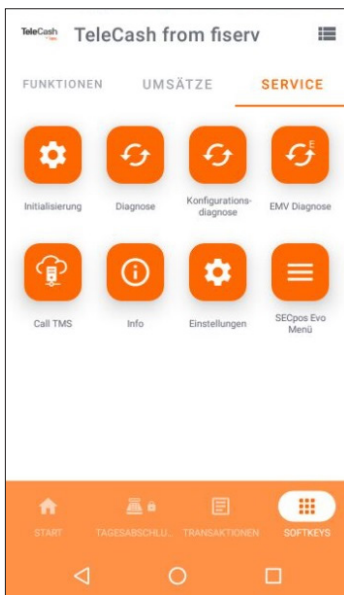 TeleCash
TeleCash from fiserv
FUNKTIONEN UMSÄTZE SERVICE
E
Initialisierung Diagnose Konfigurations-
diagnose EMV Diagnose
Call TMS Info Einstellungen SECpos Evo
Menü
START TAGESABSCHLU... TRANSAKTIONEN SOFTKEYS